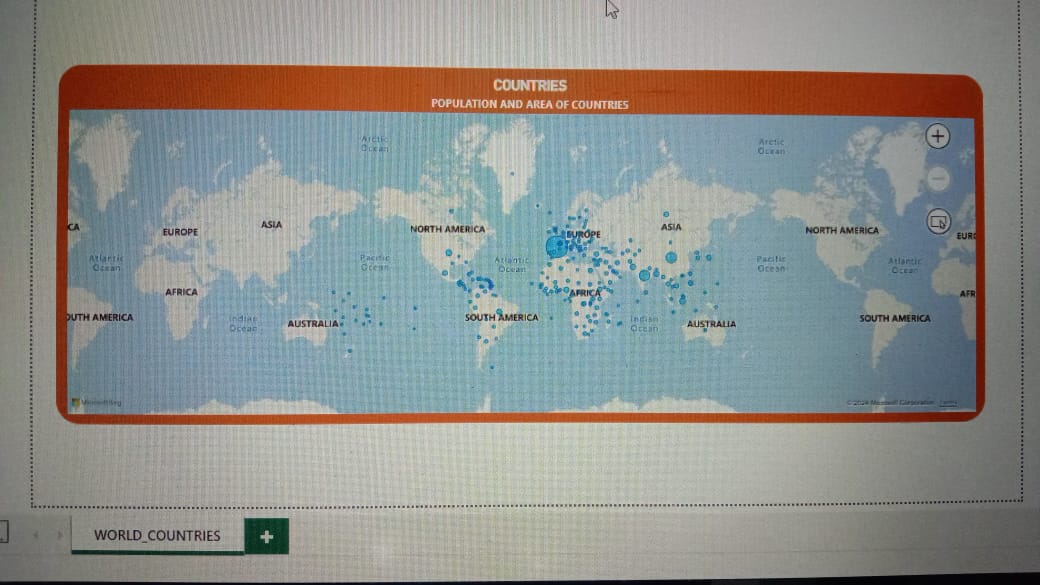 COUNTRIES
POPULATION AND AREA OF COUNTRIES
Arctic
Ocean
Arctic
Ocean
CA
EUROPE
ASIA
NORTH AMERICA
EUROPE
ASIA
NORTH AMERICA
EURO
Atlantic
Ocean
Pacific
Ocean
Atlantic
Ocean
Pacific
Ocean
Atlantic
Ocean
AFRICA
AFRICA
AFR
OUTH AMERICA
Indian
Ocean
AUSTRALIA
SOUTH AMERICA
Indian
Ocean
AUSTRALIA
SOUTH AMERICA
Microsoft Bing
© 2024 Microsoft Corporation Terms
WORLD_COUNTRIES
+